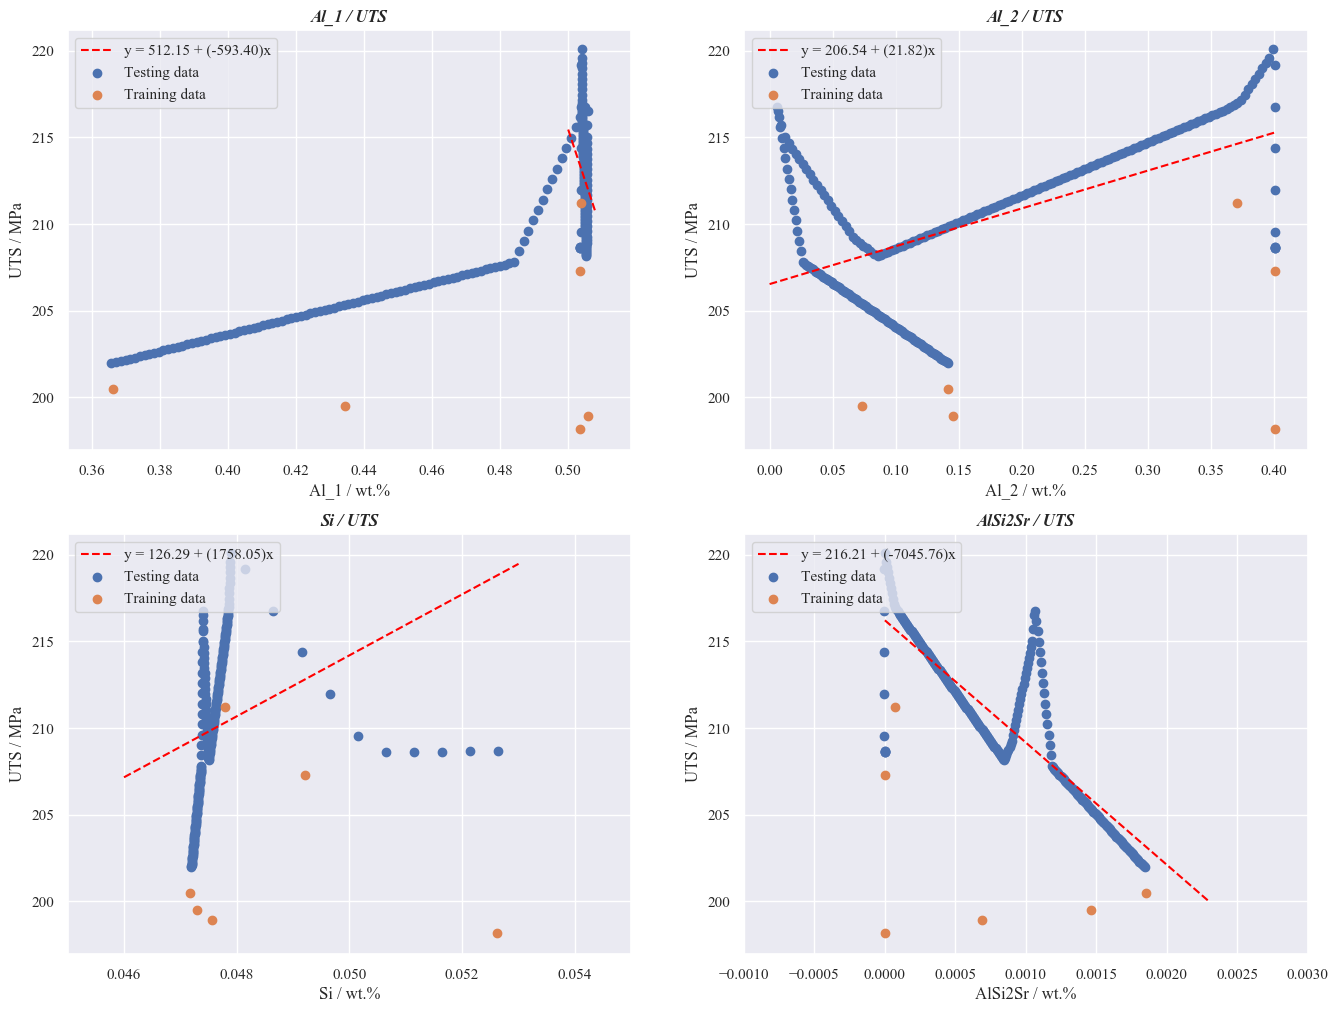 Al_1 / UTS
y = 512.15 + (-593.40)x
Testing data
Training data
220
215
210
205
200
UTS / MPa
0.36 0.38 0.40 0.42 0.44 0.46 0.48 0.50
Al_1 / wt.%
Al_2 / UTS
y = 206.54 + (21.82)x
Testing data
Training data
220
215
210
205
200
UTS / MPa
0.00 0.05 0.10 0.15 0.20 0.25 0.30 0.35 0.40
Al_2 / wt.%
Si / UTS
y = 126.29 + (1758.05)x
Testing data
Training data
220
215
210
205
200
UTS / MPa
0.046 0.048 0.050 0.052 0.054
Si / wt.%
AlSi2Sr / UTS
y = 216.21 + (-7045.76)x
Testing data
Training data
220
215
210
205
200
UTS / MPa
−0.0010 −0.0005 0.0000 0.0005 0.0010 0.0015 0.0020 0.0025 0.0030
AlSi2Sr / wt.%